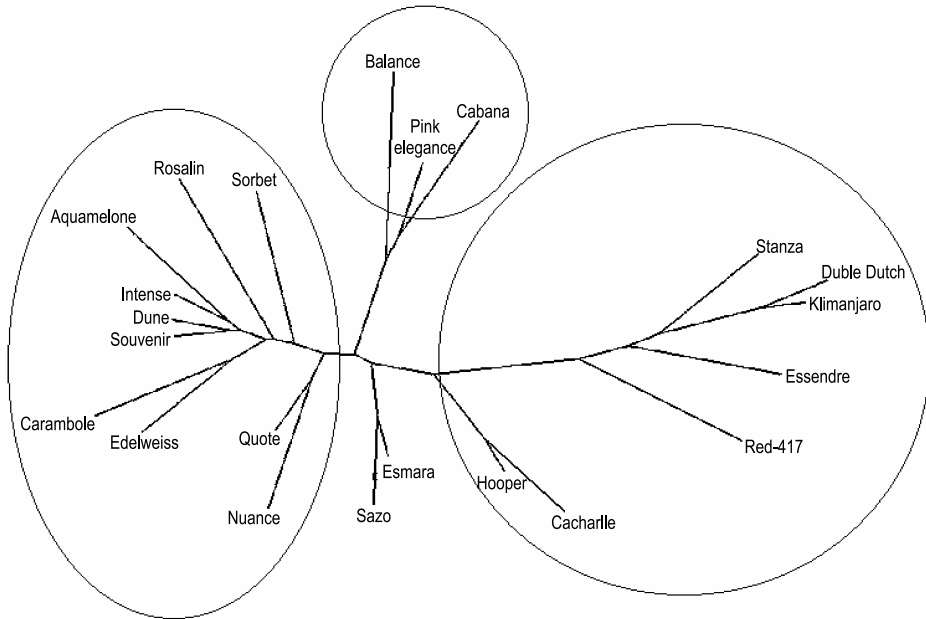 Balance
Cabana
Pink
elegance
Rosalin
Sorbet
Aquamelone
Stanza
Duble Dutch
Intense
Klimanjaro
Dune
Souvenir
Essendre
Carambole
Edelweiss
Quote
Red-417
Esmara
Hooper
Nuance
Sazo
Cacharlle